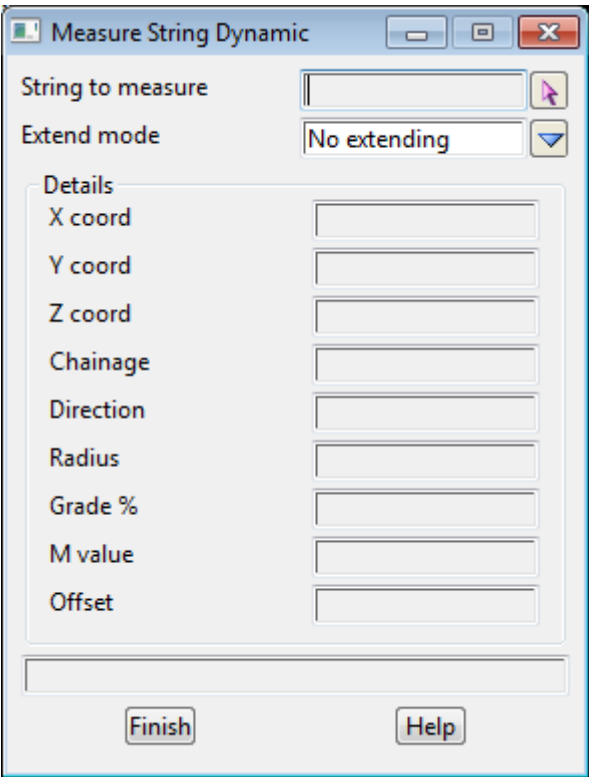 Measure String Dynamic
String to measure
Extend mode No extending
Details
X coord
Y coord
Z coord
Chainage
Direction
Radius
Grade %
M value
Offset
Finish Help